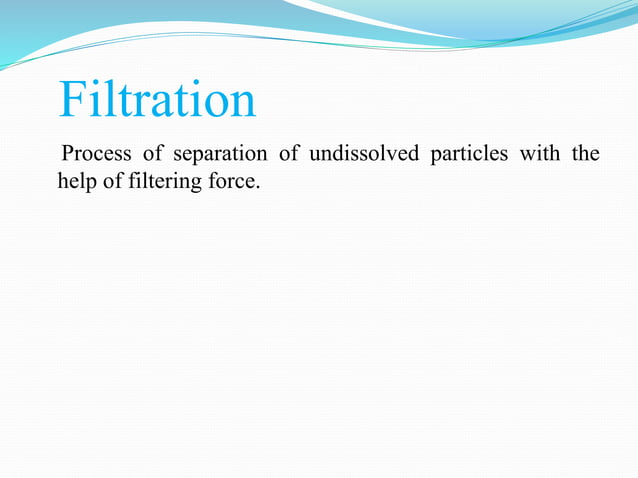 Filtration
Process of separation of undissolved particles with the
help of filtering force.